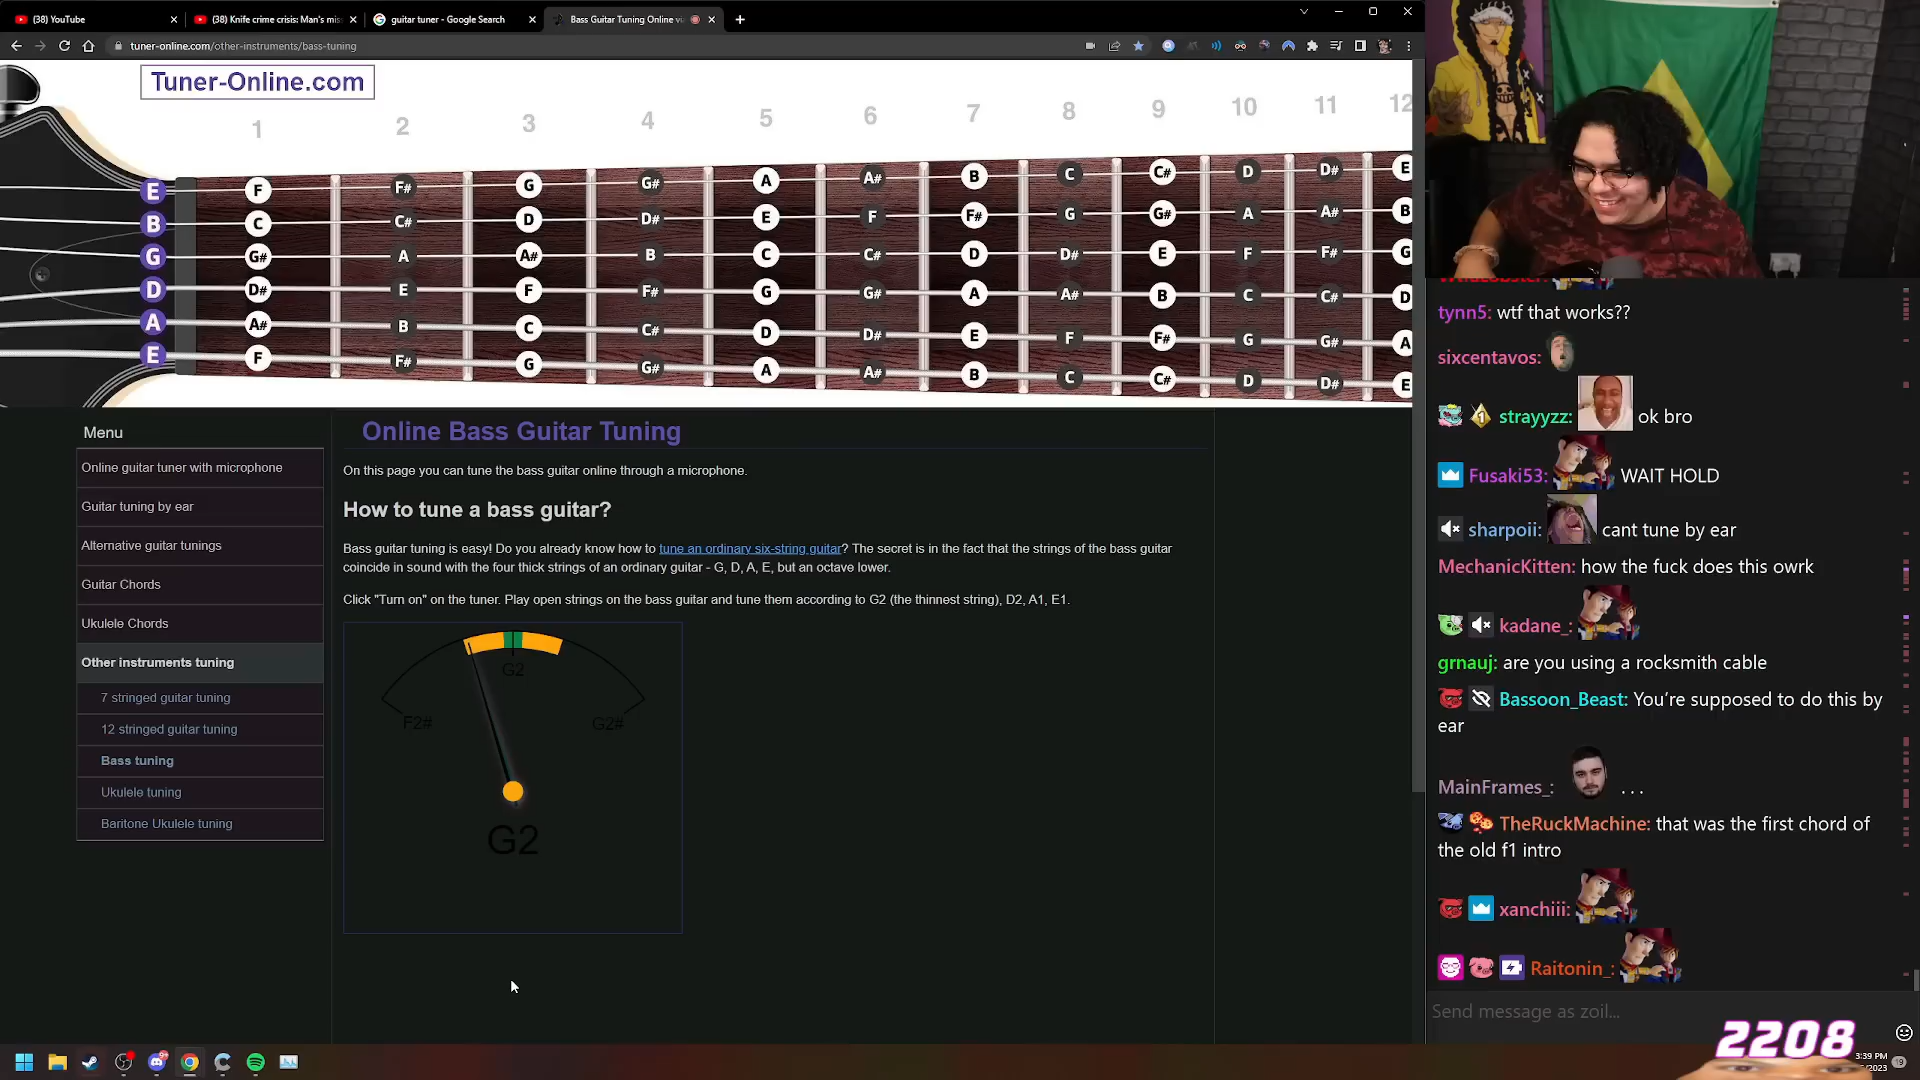 (38) YouTube
(38) Knife crime crisis: Man's mis
guitar tuner - Google Search
Bass Guitar Tuning Online vi
tuner-online.com/other-instruments/bass-tuning
Tuner-Online.com
1 2 3 4 5 6 7 8 9 10 11 12
E F F# G G# A A# B C C# D D# E
B C C# D D# E F F# G G# A A# B
G G# A A# B C C# D D# E F F# G
D D# E F F# G G# A A# B C C# D
A A# B C C# D D# E F F# G G# A
E F F# G G# A A# B C C# D D# E
Menu
Online guitar tuner with microphone
Guitar tuning by ear
Alternative guitar tunings
Guitar Chords
Ukulele Chords
Other instruments tuning
7 stringed guitar tuning
12 stringed guitar tuning
Bass tuning
Ukulele tuning
Baritone Ukulele tuning
Online Bass Guitar Tuning
On this page you can tune the bass guitar online through a microphone.
How to tune a bass guitar?
Bass guitar tuning is easy! Do you already know how to tune an ordinary six-string guitar? The secret is in the fact that the strings of the bass guitar
coincide in sound with the four thick strings of an ordinary guitar - G, D, A, E, but an octave lower.
Click "Turn on" on the tuner. Play open strings on the bass guitar and tune them according to G2 (the thinnest string), D2, A1, E1.
G2
F2# G2#
G2
tynn5: wtf that works??
sixcentavos:
strayyzz: ok bro
Fusaki53: WAIT HOLD
sharpoii: cant tune by ear
MechanicKitten: how the fuck does this owrk
kadane_:
grnauj: are you using a rocksmith cable
Bassoon_Beast: You're supposed to do this by
ear
MainFrames_: ...
TheRuckMachine: that was the first chord of
the old f1 intro
xanchiii:
Raitonin_:
Send message as zoil...
2208
3:39 PM
/2023
19